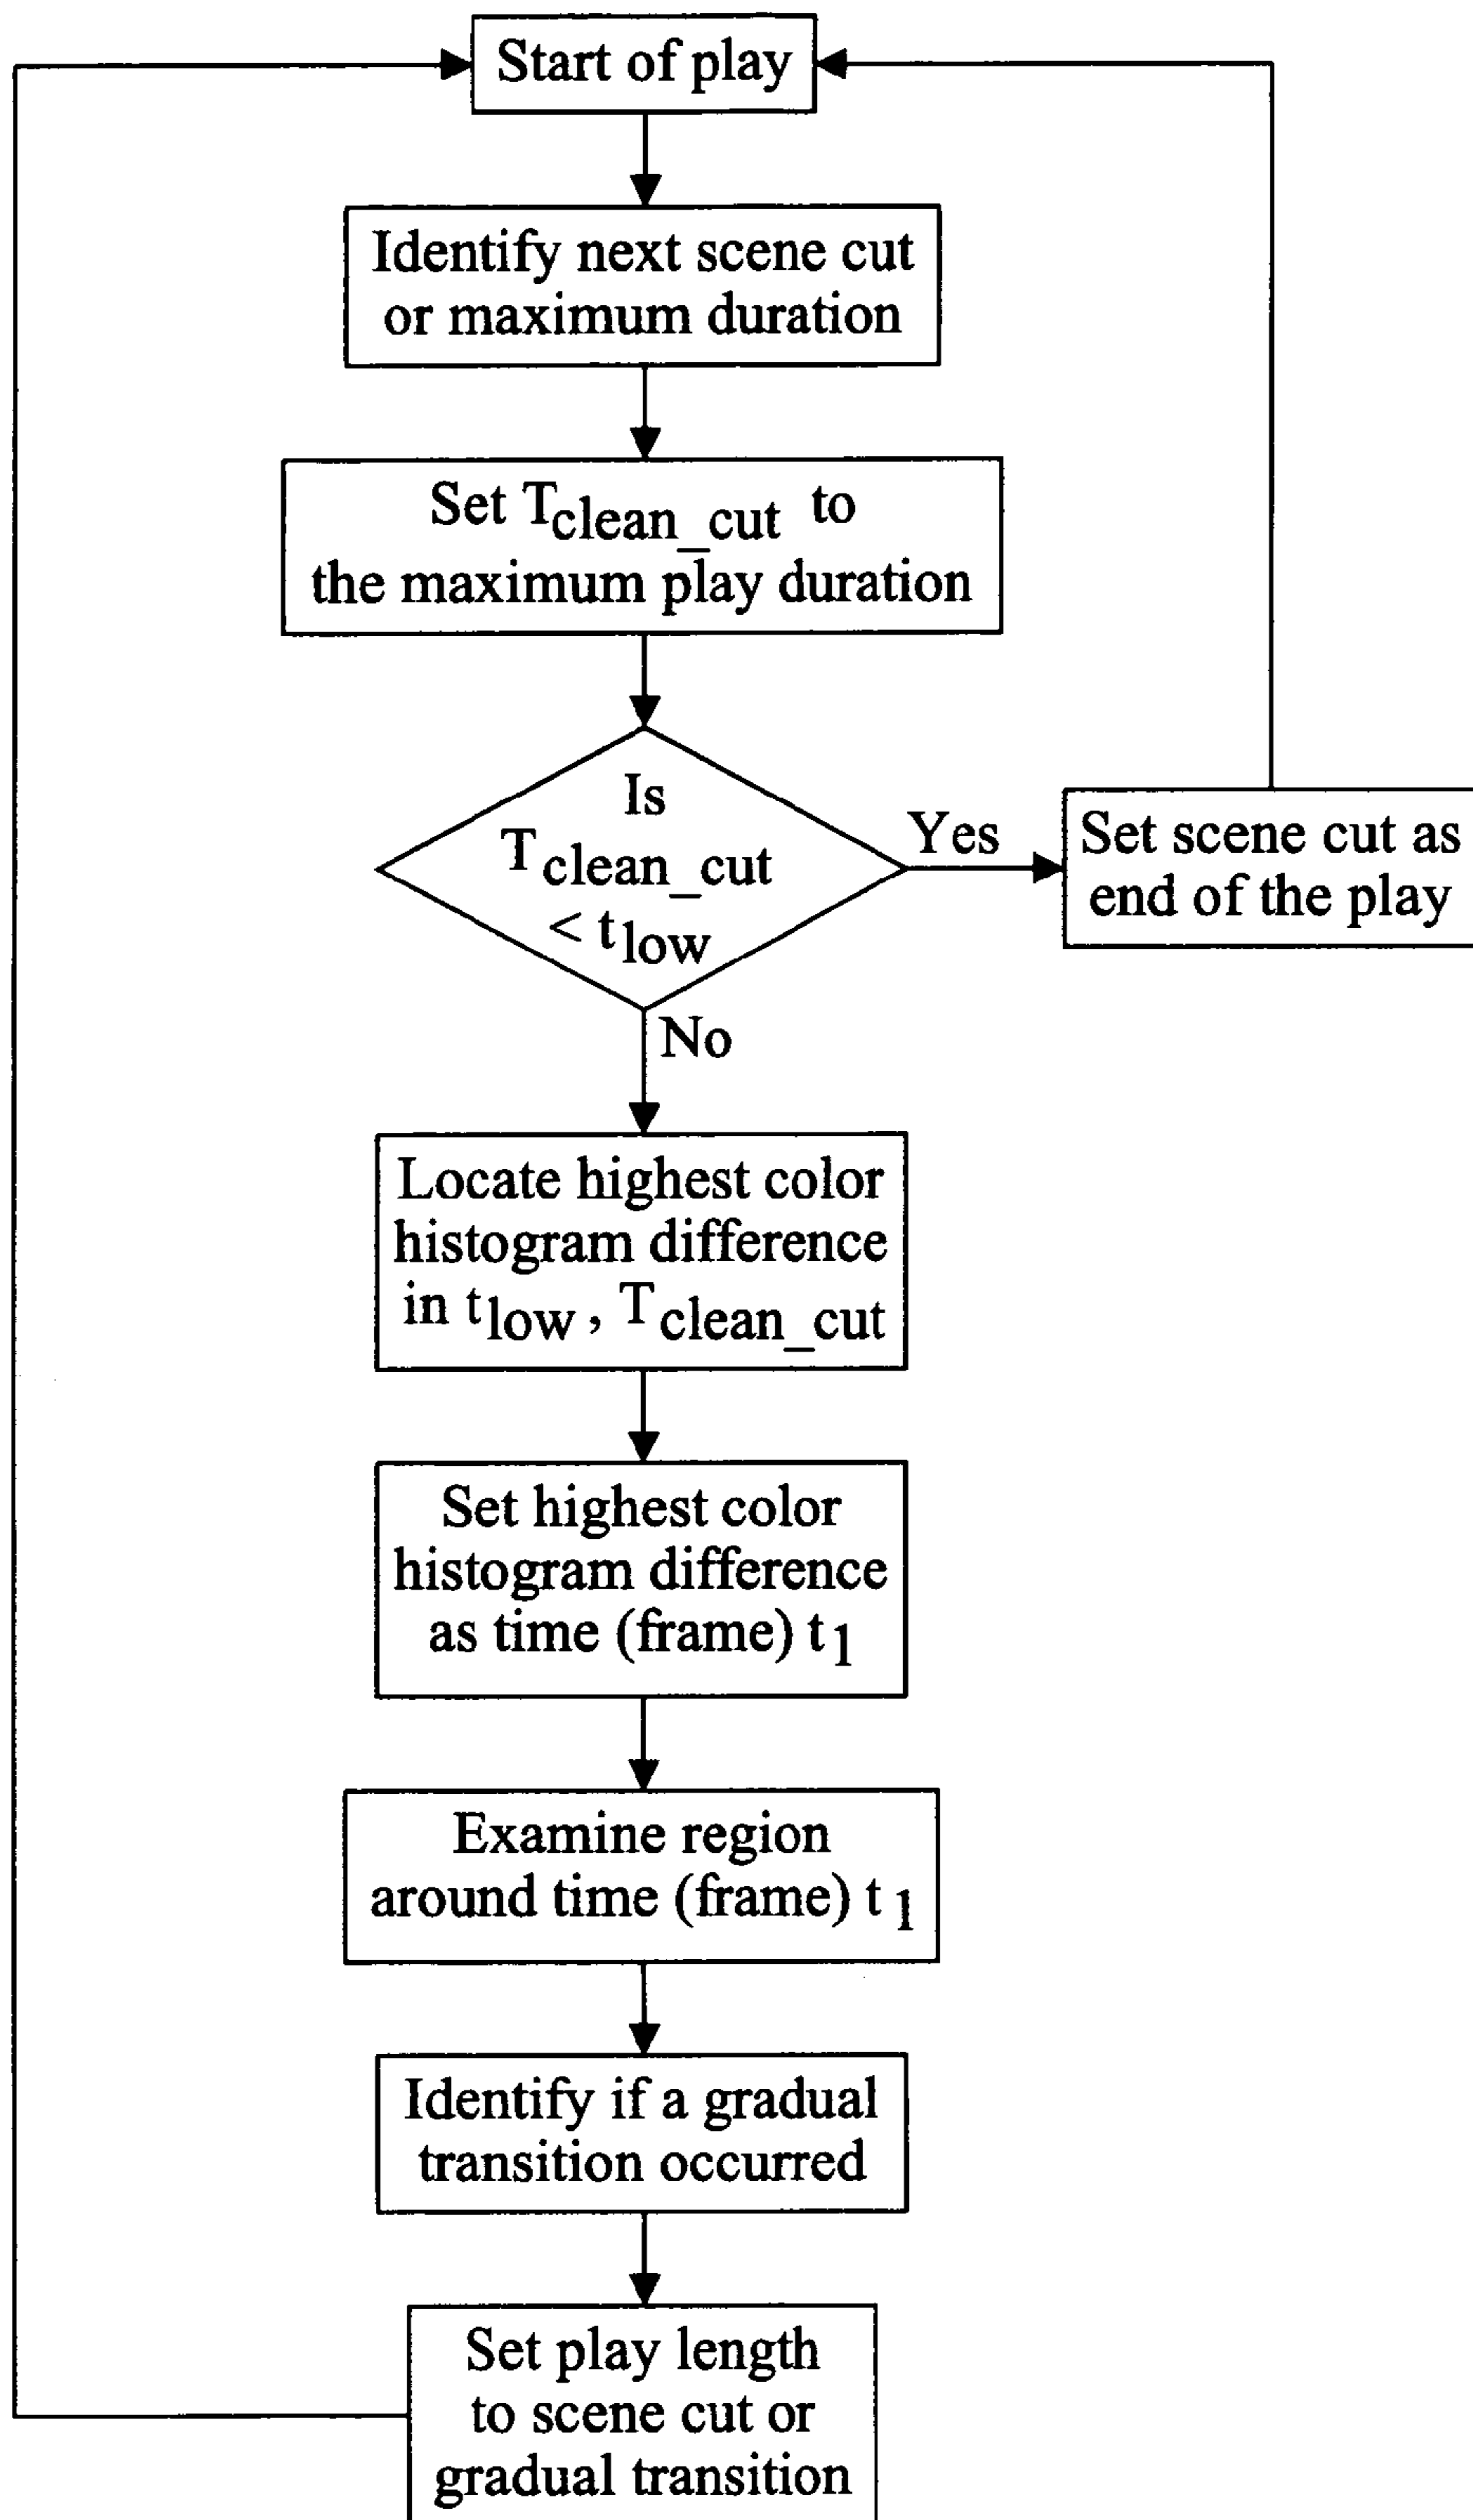 Start of play
Identify next scene cut
or maximum duration
Set Tclean_cut to
the maximum play duration
Is
Tclean_cut
< tlow
Yes
Set scene cut as
end of the play
No
Locate highest color
histogram difference
in tlow, Tclean_cut
Set highest color
histogram difference
as time (frame) t1
Examine region
around time (frame) t1
Identify if a gradual
transition occurred
Set play length
to scene cut or
gradual transition